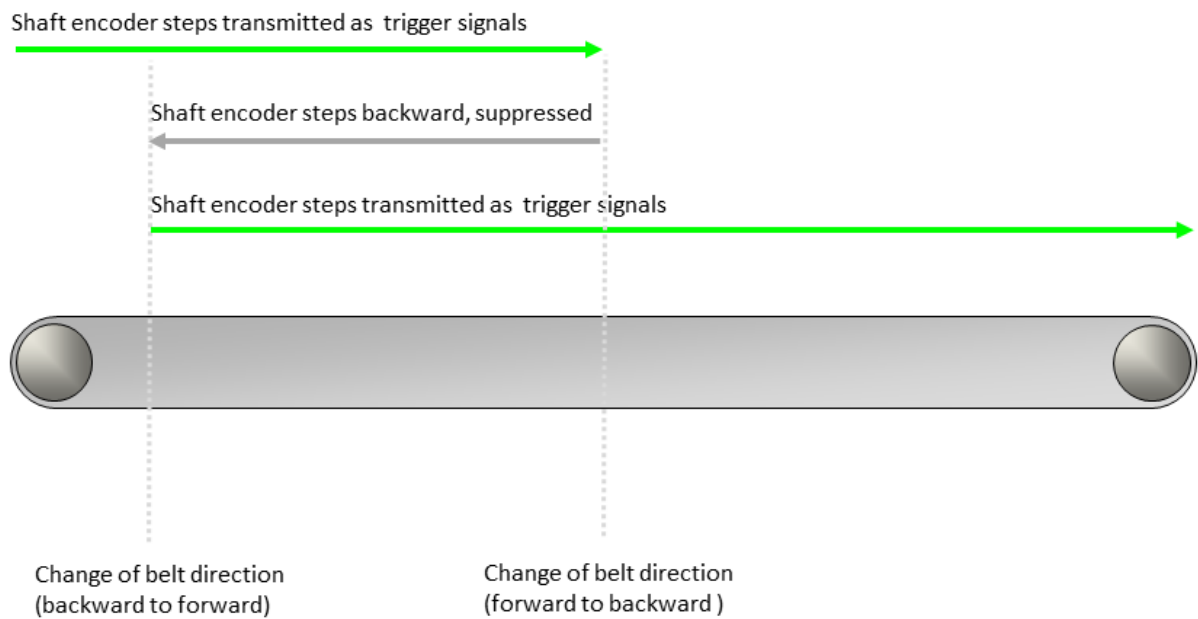 Shaft encoder steps transmitted as  trigger signals
Shaft encoder steps backward, suppressed
Shaft encoder steps transmitted as  trigger signals
Change of belt direction
(backward to forward)
Change of belt direction
(forward to backward )